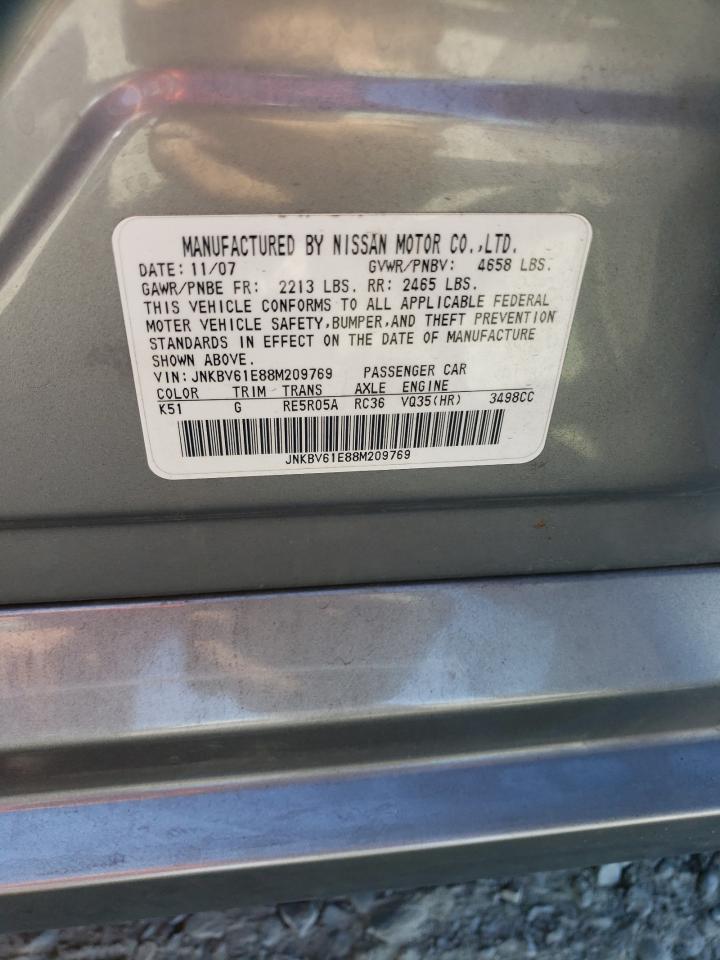 MANUFACTURED BY NISSAN MOTOR CO.,LTD.
DATE: 11/07 GVWR/PNBV: 4658 LBS.
GAWR/PNBE FR: 2213 LBS. RR: 2465 LBS.
THIS VEHICLE CONFORMS TO ALL APPLICABLE FEDERAL
MOTER VEHICLE SAFETY,BUMPER,AND THEFT PREVENTION
STANDARDS IN EFFECT ON THE DATE OF MANUFACTURE
SHOWN ABOVE.
VIN: JNKBV61E88M209769 PASSENGER CAR
COLOR TRIM TRANS AXLE ENGINE
K51 G RE5R05A RC36 VQ35(HR) 3498CC
JNKBV61E88M209769